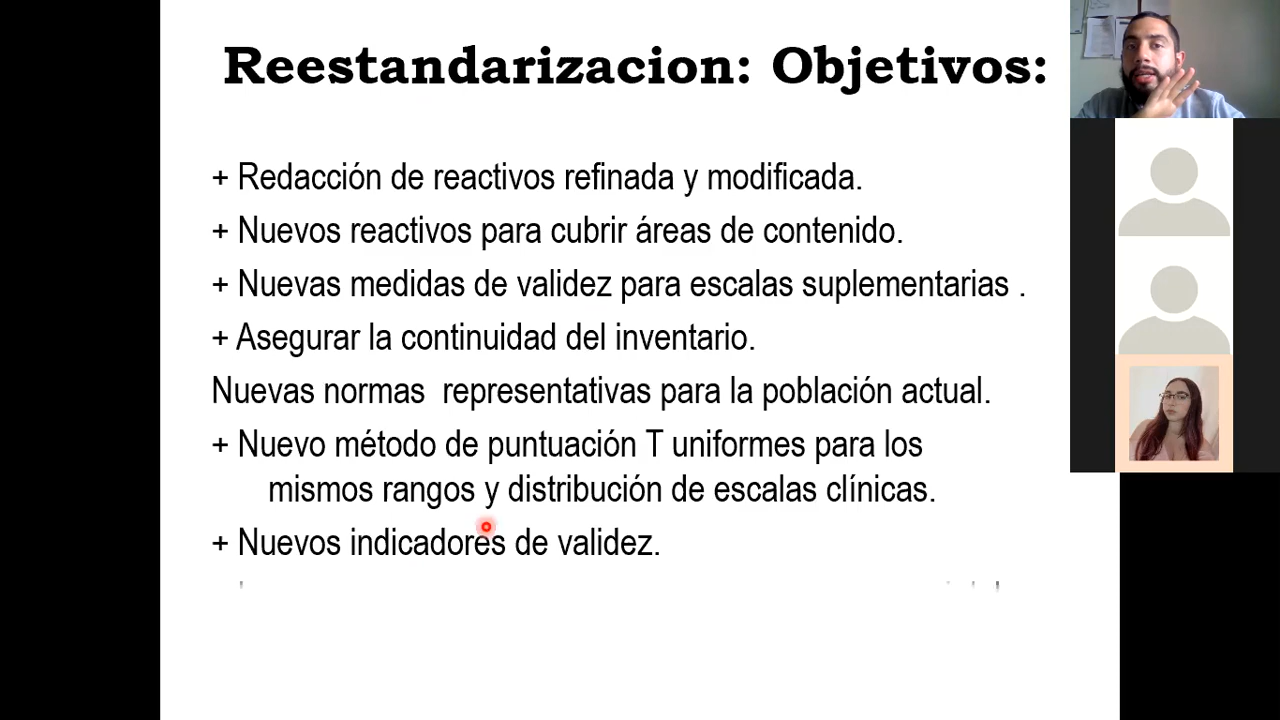 Reestandarizacion: Objetivos:
+ Redacción de reactivos refinada y modificada.
+ Nuevos reactivos para cubrir áreas de contenido.
+ Nuevas medidas de validez para escalas suplementarias .
+ Asegurar la continuidad del inventario.
Nuevas normas representativas para la población actual.
+ Nuevo método de puntuación T uniformes para los
mismos rangos y distribución de escalas clínicas.
+ Nuevos indicadores de validez.